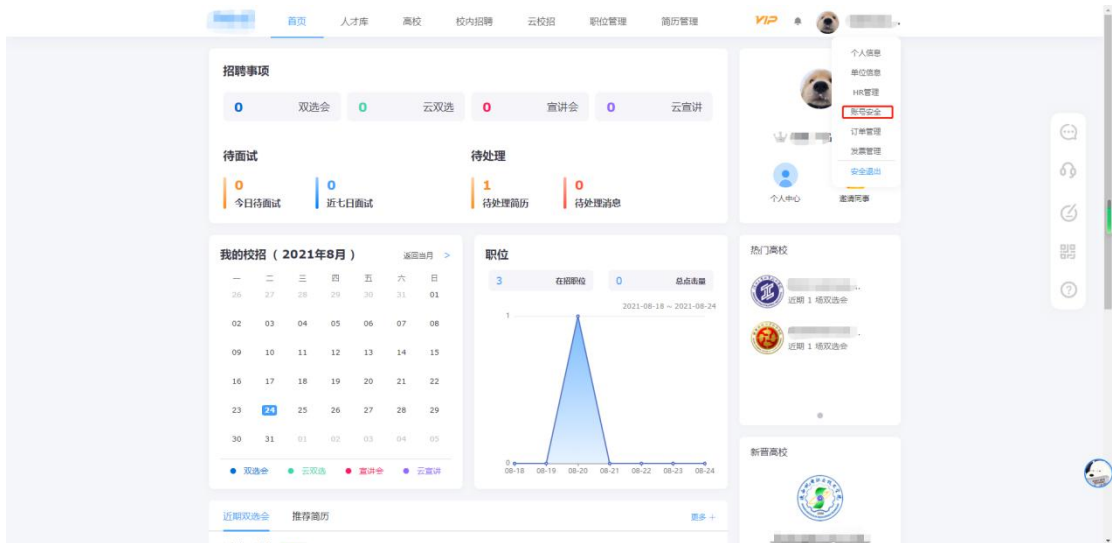 首页 人才库 高校 校内招聘 云校招 职位管理 简历管理 VIP
个人信息
单位信息
HR管理
账号安全
订单管理
发票管理
安全退出
招聘事项
0 双选会 0 云双选 0 宣讲会 0 云宣讲
待面试 待处理
0 0 1 0
今日待面试 近七日面试 待处理简历 待处理消息
个人中心 邀请同事
我的校招 ( 2021年8月 ) 返回当月 >
一 二 三 四 五 六 日
26 27 28 29 30 31 01
02 03 04 05 06 07 08
09 10 11 12 13 14 15
16 17 18 19 20 21 22
23 24 25 26 27 28 29
30 31 01 02 03 04 05
双选会 云双选 宣讲会 云宣讲
职位
3 在招职位 0 总点击量
2021-08-18 ~ 2021-08-24
1
0
08-18 08-19 08-20 08-21 08-22 08-23 08-24
热门高校
近期 1 场双选会
近期 1 场双选会
新晋高校
近期双选会 推荐简历 更多 +